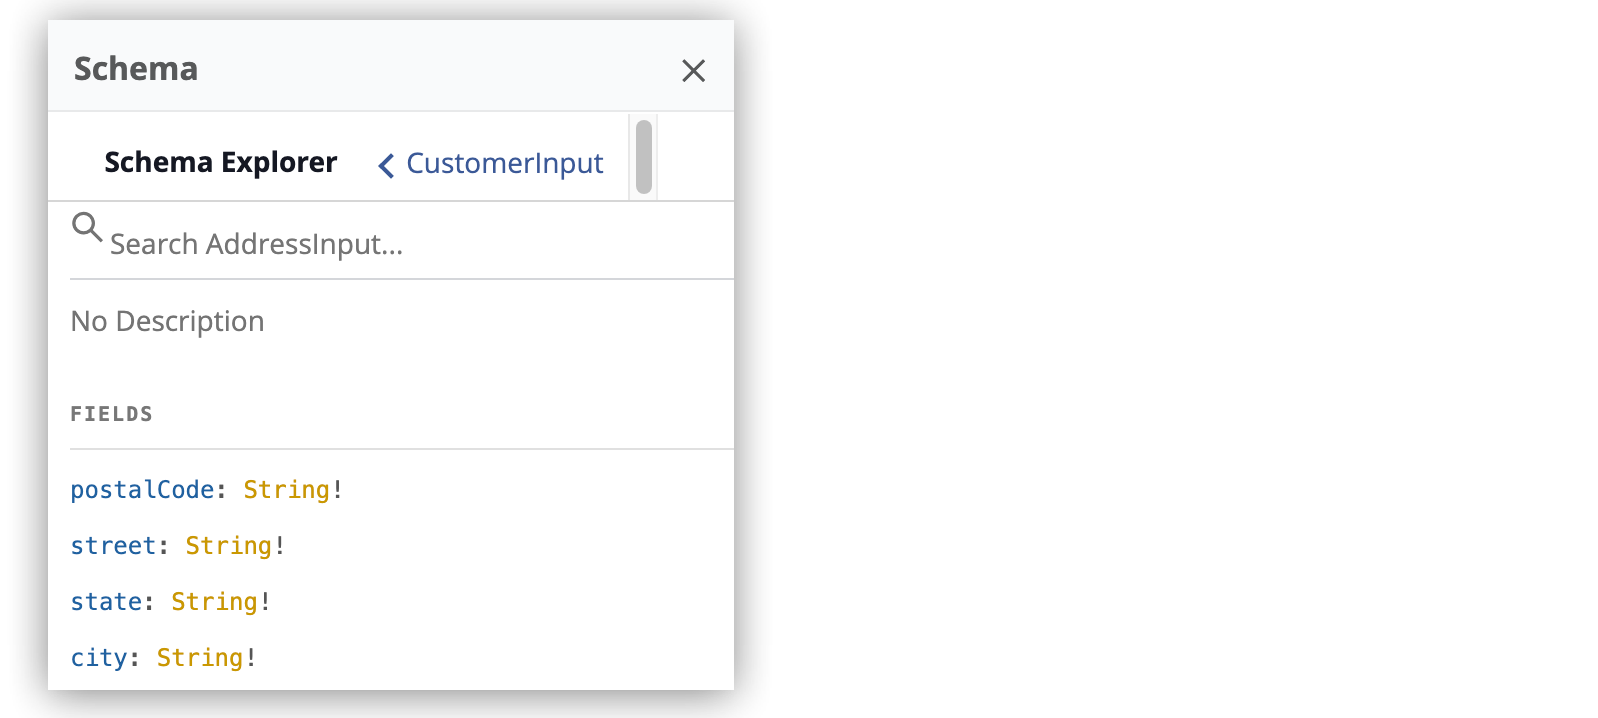 Schema
Schema Explorer CustomerInput
Search AddressInput...
No Description
FIELDS
postalCode: String!
street: String!
state: String!
city: String!